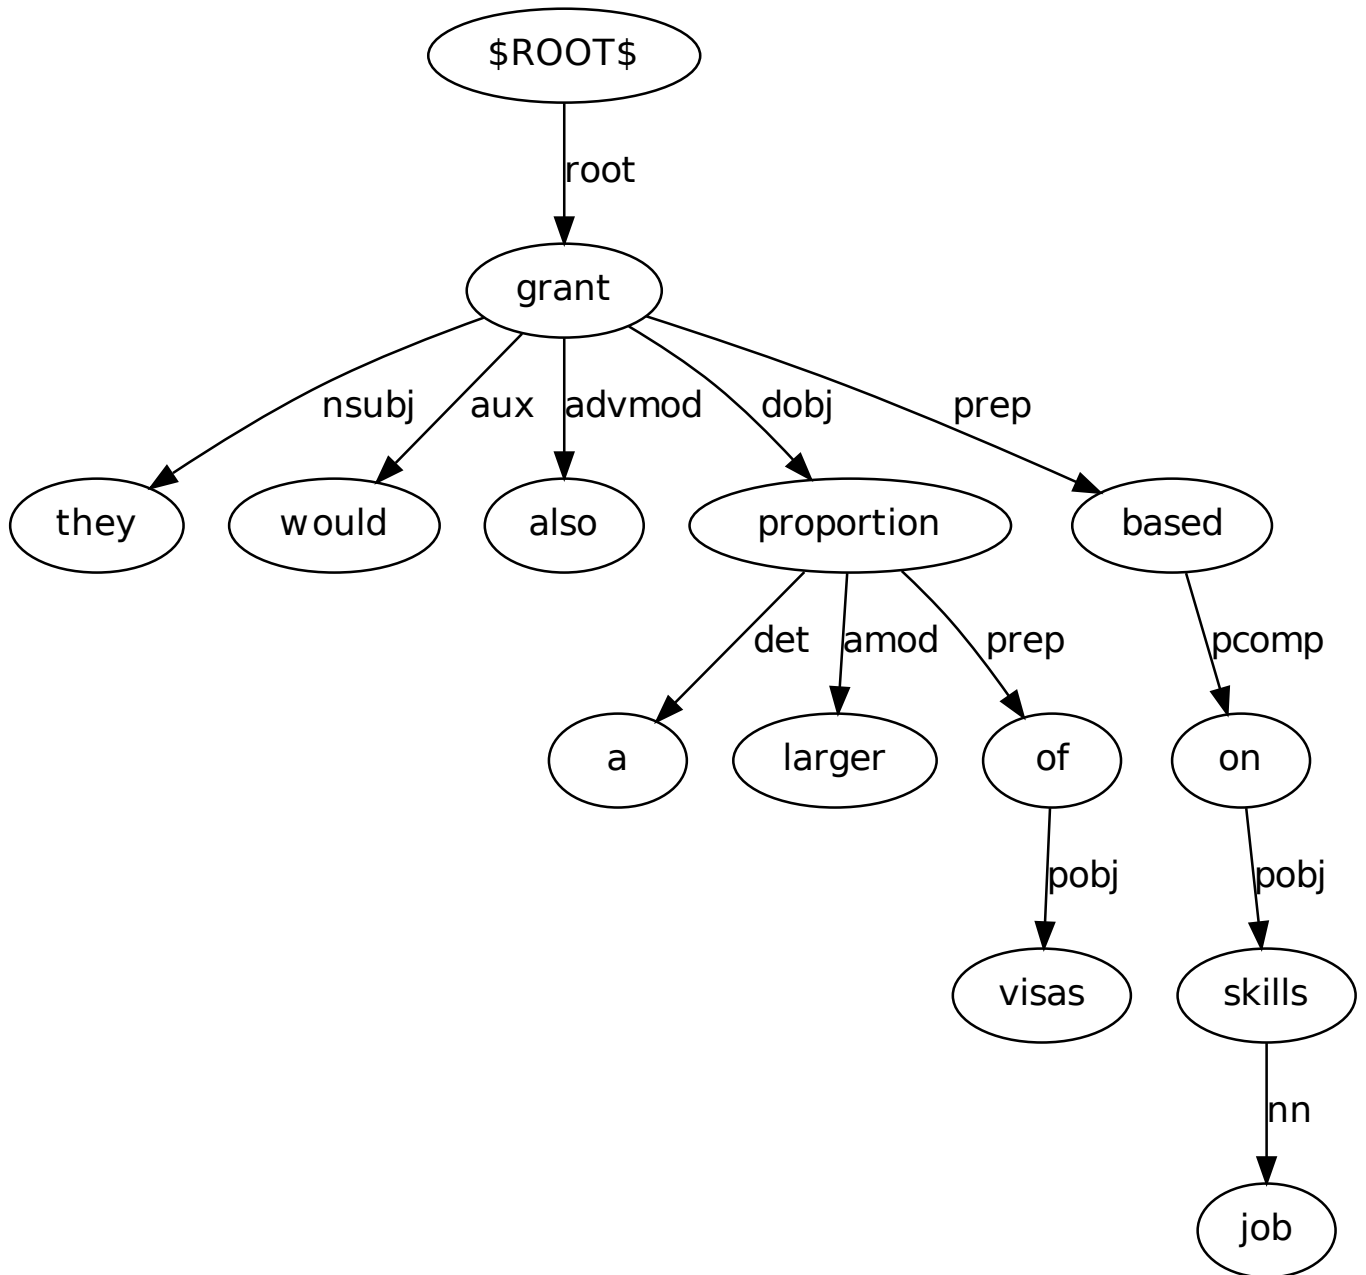 $ROOT$
root
grant
nsubj aux advmod dobj prep
they would also proportion based
det amod prep pcomp
a larger of on
pobj pobj
visas skills
nn
job